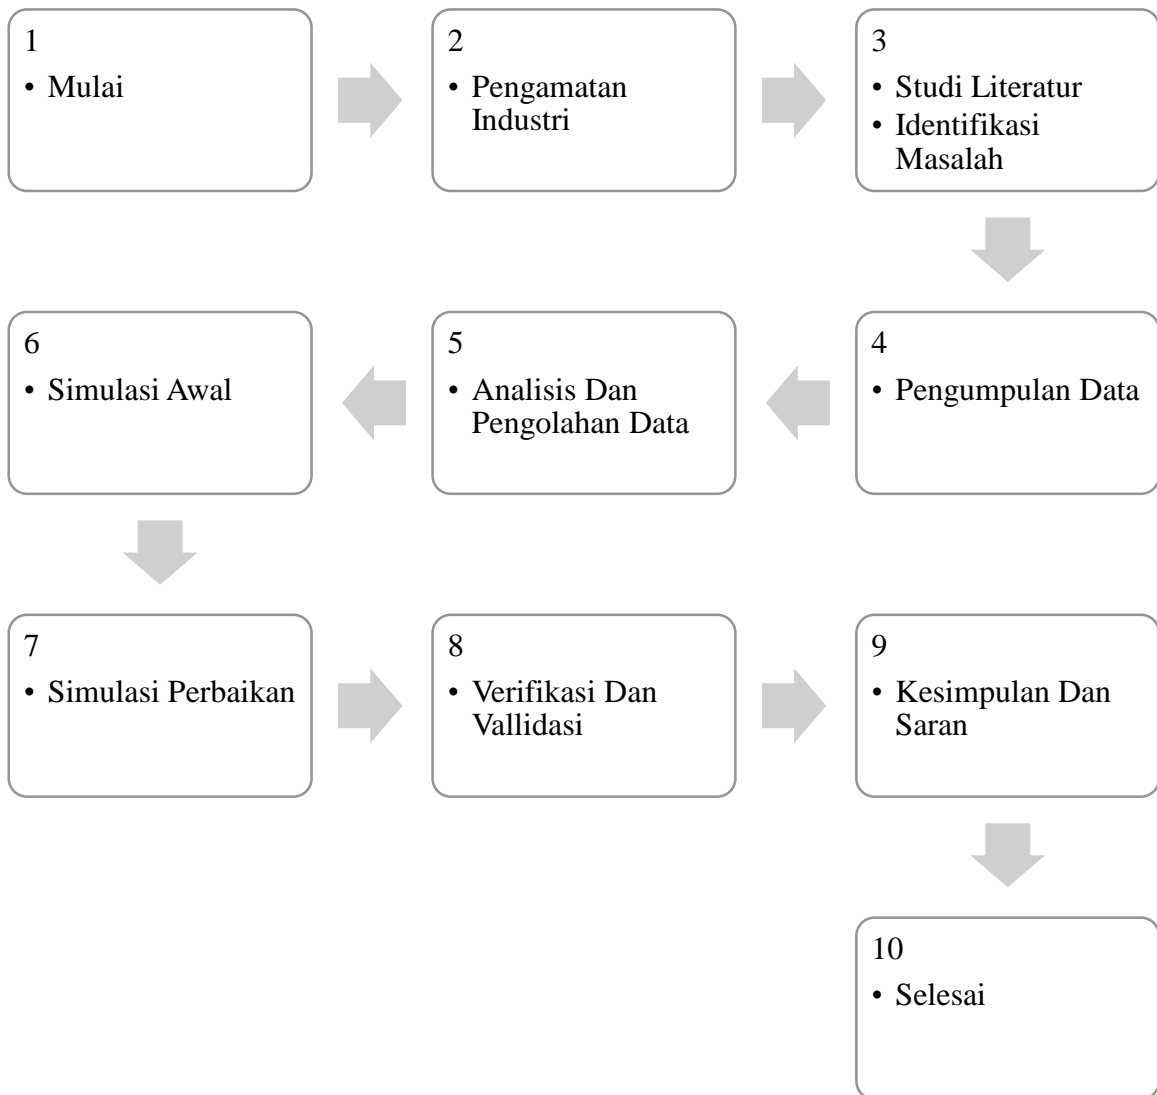 1
• Mulai
2
• Pengamatan
Industri
3
• Studi Literatur
• Identifikasi
Masalah
4
• Pengumpulan Data
5
• Analisis Dan
Pengolahan Data
6
• Simulasi Awal
7
• Simulasi Perbaikan
8
• Verifikasi Dan
Vallidasi
9
• Kesimpulan Dan
Saran
10
• Selesai